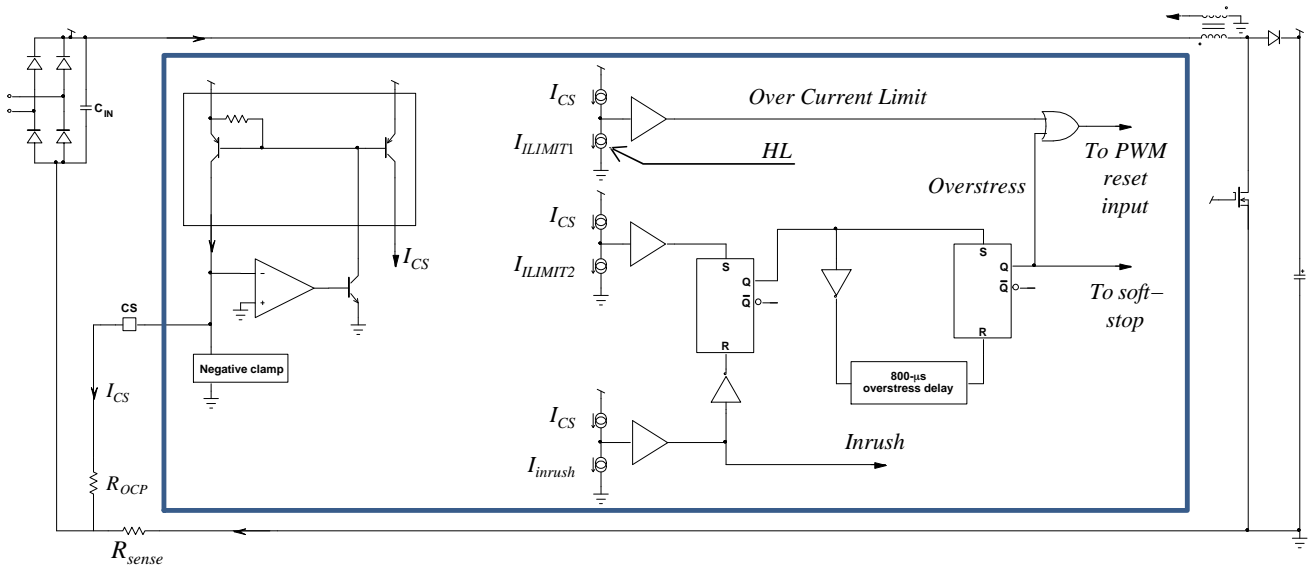 C_IN
I_CS
Over Current Limit
I_ILIMIT1
HL
To PWM
reset
input
Overstress
I_CS
I_CS
I_ILIMIT2
S
Q
Q̅
R
S
Q
Q̅
R
To soft–
stop
−
+
CS
Negative clamp
800-μs
overstress delay
I_CS
I_CS
Inrush
I_inrush
R_OCP
R_sense
+